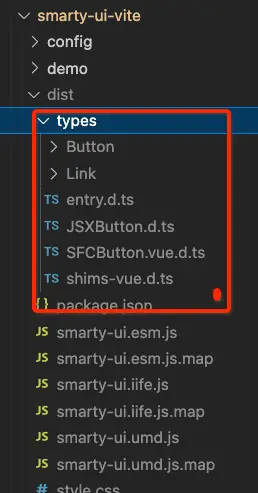 smarty-ui-vite
config
demo
dist
types
Button
Link
TS entry.d.ts
TS JSXButton.d.ts
TS SFCButton.vue.d.ts
TS shims-vue.d.ts
{} package.json
JS smarty-ui.esm.js
JS smarty-ui.esm.js.map
JS smarty-ui.iife.js
JS smarty-ui.iife.js.map
JS smarty-ui.umd.js
JS smarty-ui.umd.js.map
# style.css